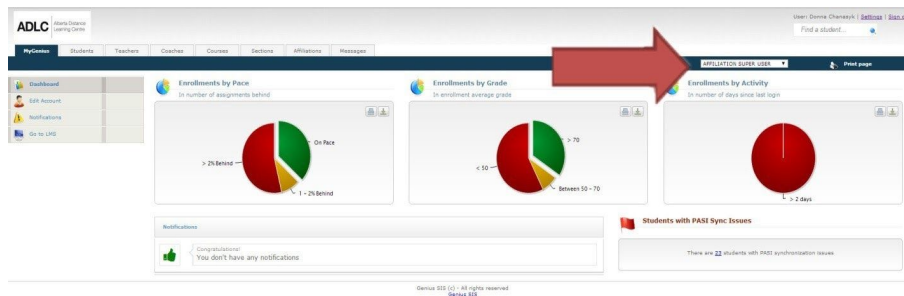 User: Donna Chanasyk | Settings | Sign
ADLC Alberta Distance
Learning Centre
Find a student...
MyGenius Students Teachers Coaches Courses Sections Affiliations Messages
AFFILIATION SUPER USER Print page
Dashboard
Edit Account
Notifications
Go to LMS
Enrollments by Pace
In number of assignments behind
On Pace
> 2% Behind
1 - 2% Behind
Enrollments by Grade
In enrollment average grade
> 70
< 50
Between 50 - 70
Enrollments by Activity
In number of days since last login
> 2 days
Notifications
Congratulations!
You don't have any notifications
Students with PASI Sync Issues
There are 23 students with PASI synchronization issues
Genius SIS (c) - All rights reserved
Genius SIS